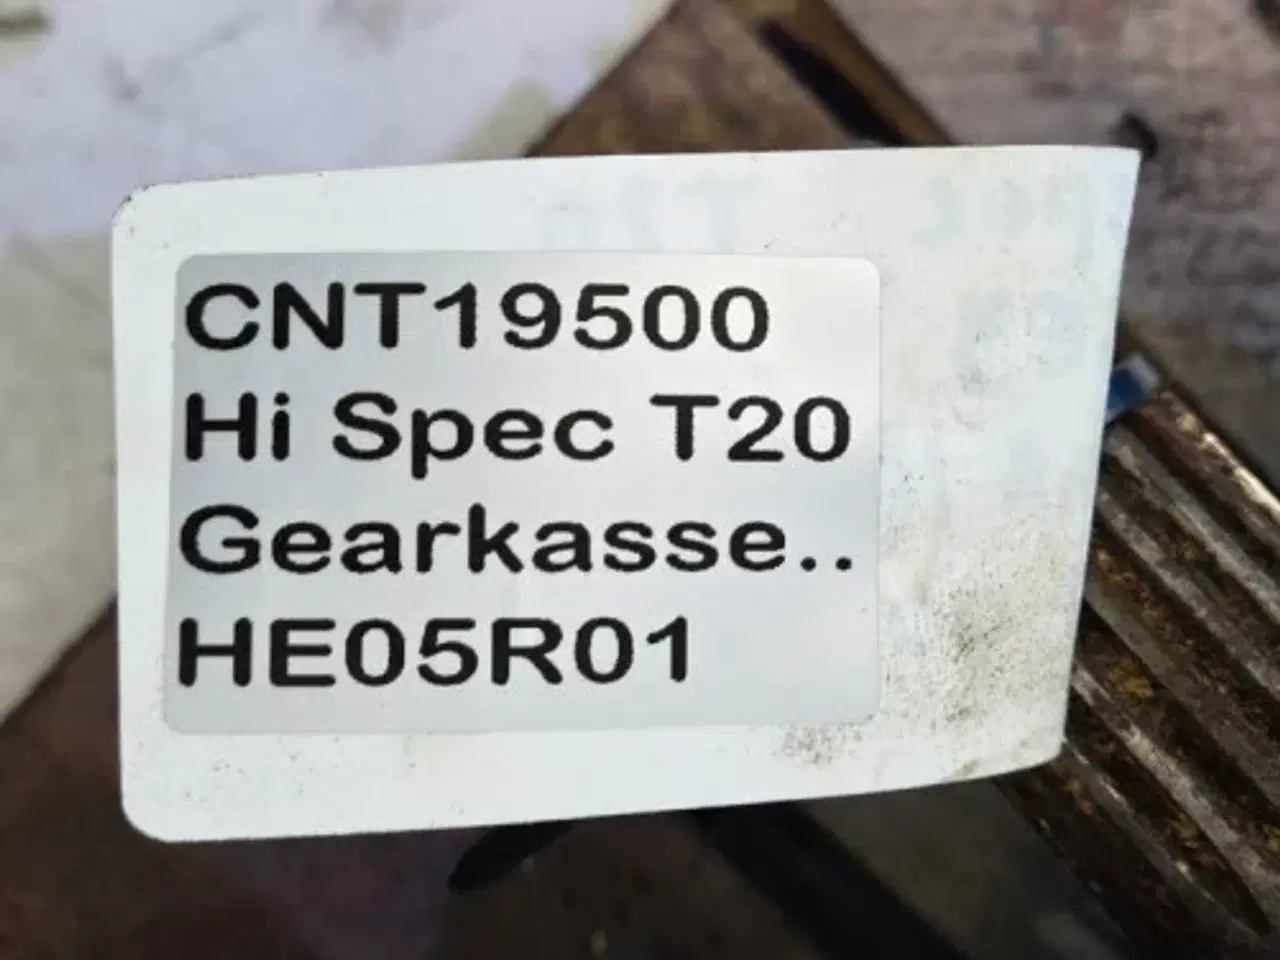 CNT19500
Hi Spec T20
Gearkasse..
HE05R01